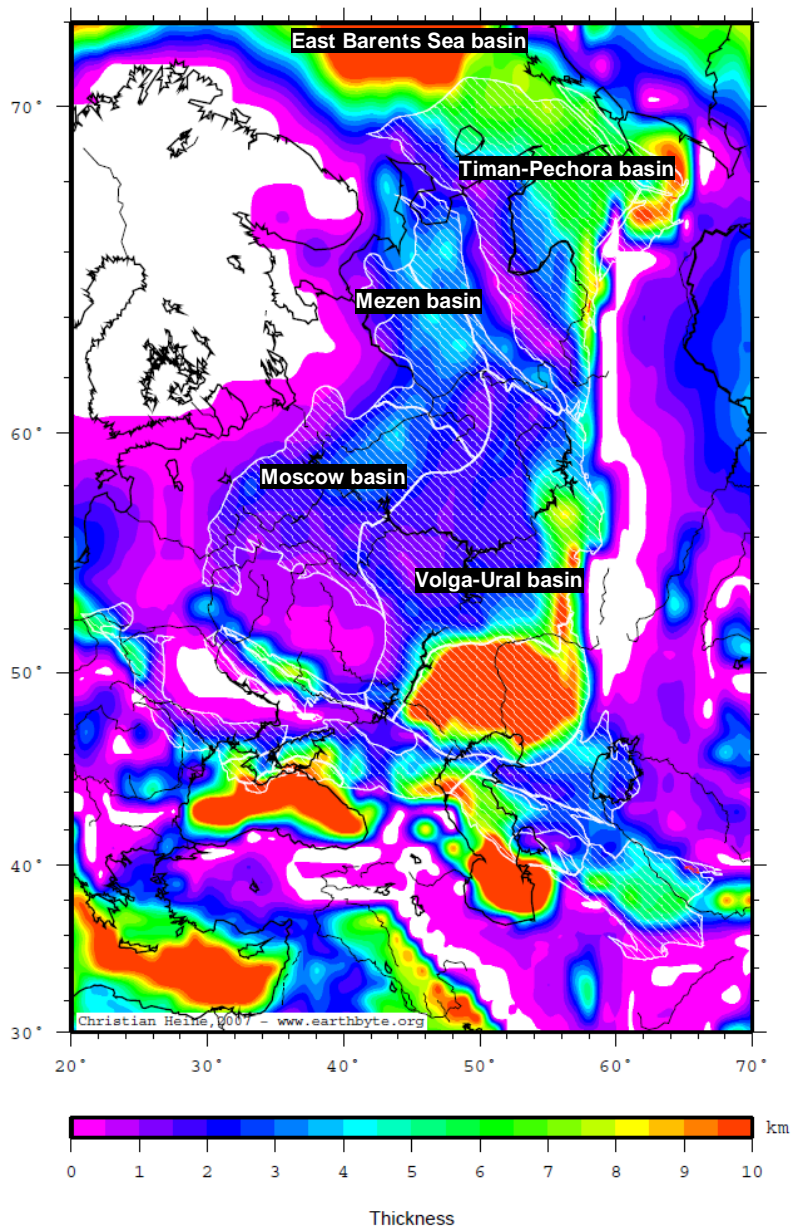 East Barents Sea basin
70°
Timan-Pechora basin
Mezen basin
60°
Moscow basin
Volga-Ural basin
50°
40°
Christian Heine, 2007 - www.earthbyte.org
30°
20° 30° 40° 50° 60° 70°
km
0 1 2 3 4 5 6 7 8 9 10
Thickness